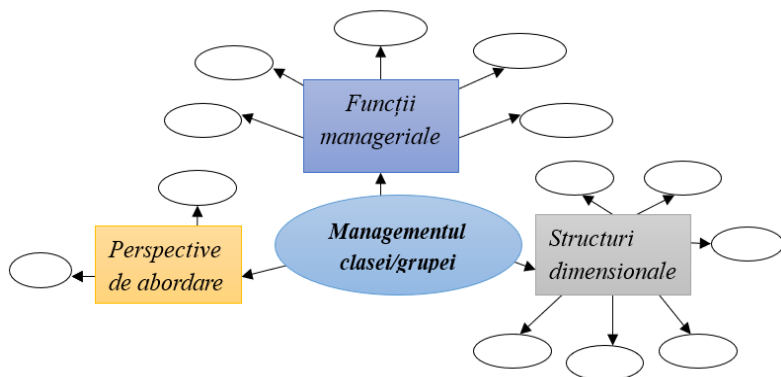 Funcții
manageriale
Managementul
clasei/grupei
Perspective
de abordare
Structuri
dimensionale